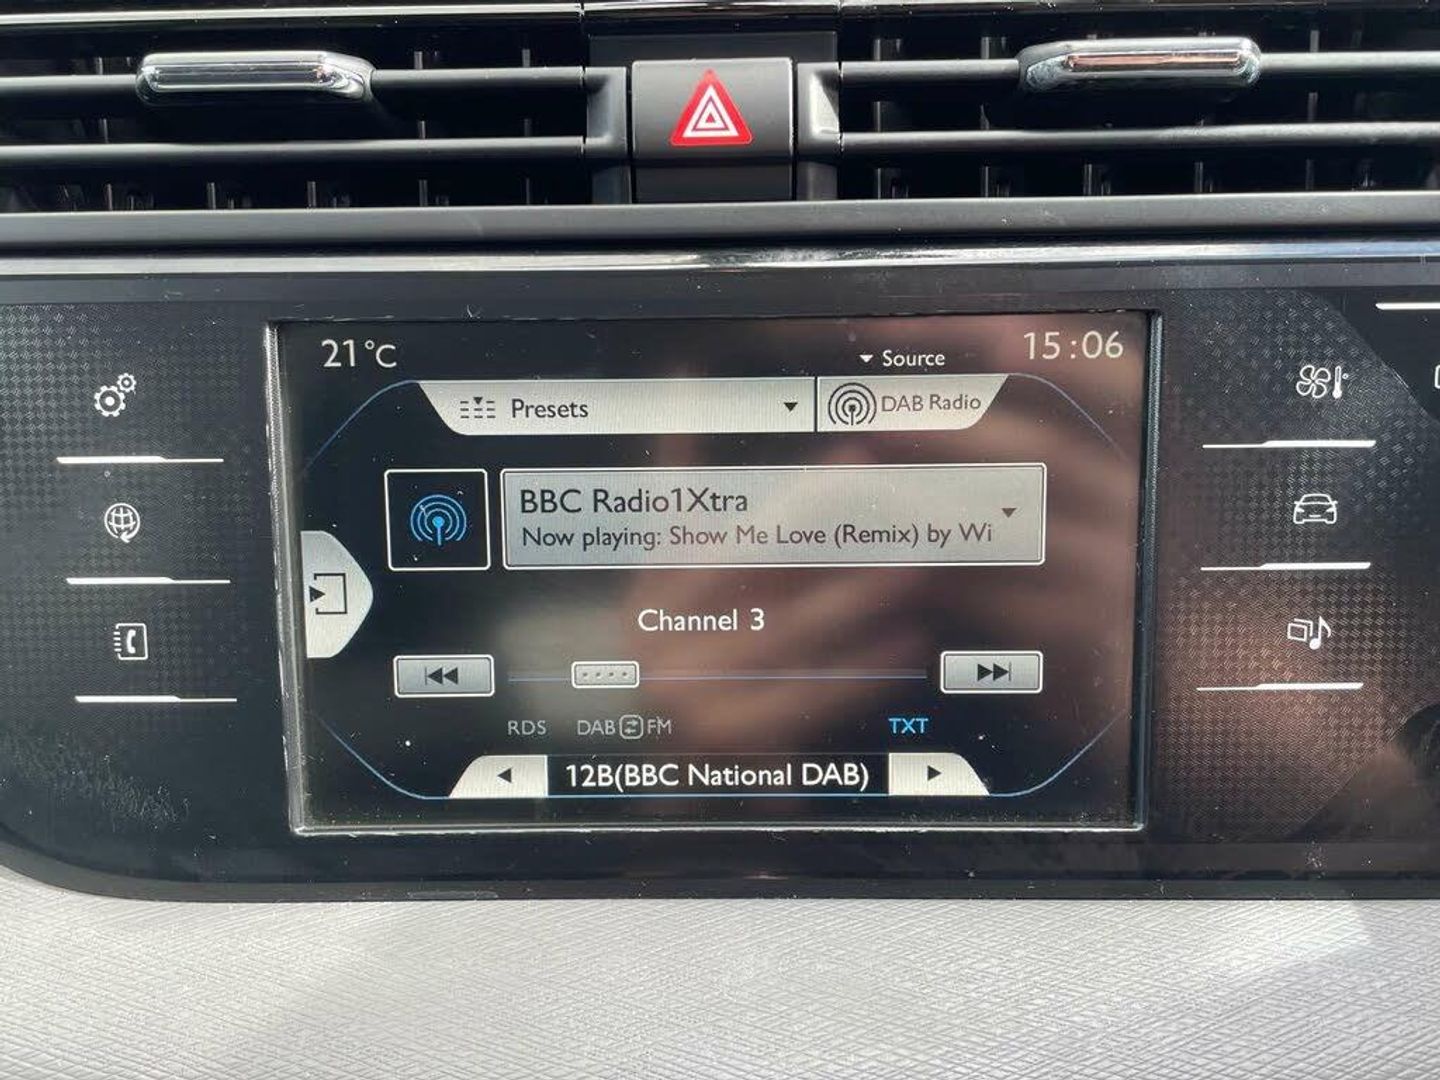 21°C
Source
15:06
Presets
DAB Radio
BBC Radio1Xtra
Now playing: Show Me Love (Remix) by Wi
Channel 3
RDS
DAB
FM
TXT
12B(BBC National DAB)